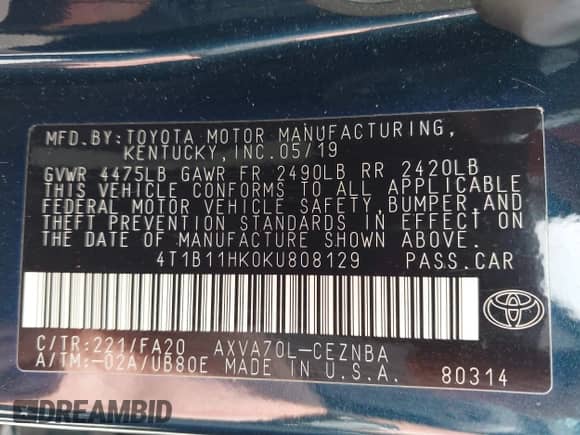 MFD.BY:TOYOTA MOTOR MANUFACTURING,
KENTUCKY,INC.05/19
GVWR 4475LB GAWR FR 2490LB RR 2420LB
THIS VEHICLE CONFORMS TO ALL APPLICABLE
FEDERAL MOTOR VEHICLE SAFETY, BUMPER,AND
THEFT PREVENTION STANDARDS IN EFFECT ON
THE DATE OF MANUFACTURE SHOWN ABOVE.
4T1B11HK0KU808129 PASS.CAR
C/TR:221/FA20 AXVA70L-CEZNBA
A/TM:-02A/UB80E MADE IN U.S.A.
80314
DREAMBID